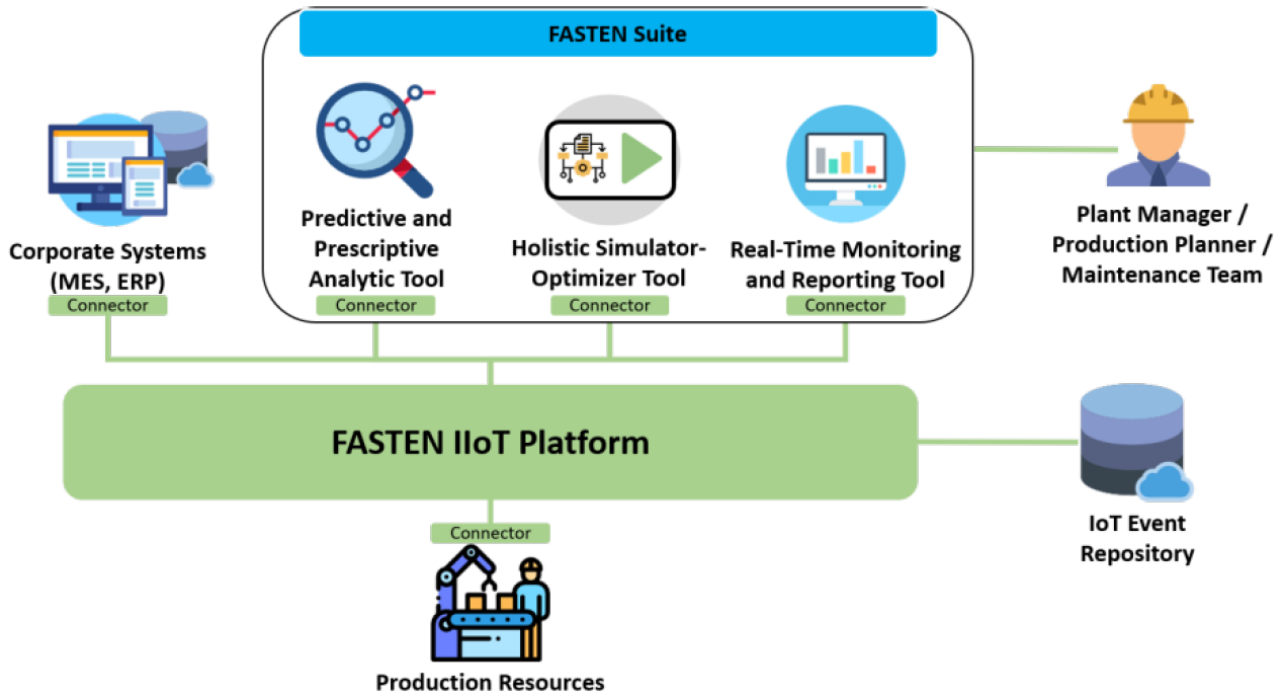 FASTEN Suite
Corporate Systems
(MES, ERP)
Connector
Predictive and
Prescriptive
Analytic Tool
Connector
Holistic Simulator-
Optimizer Tool
Connector
Real-Time Monitoring
and Reporting Tool
Connector
Plant Manager /
Production Planner /
Maintenance Team
FASTEN IIoT Platform
IoT Event
Repository
Connector
Production Resources